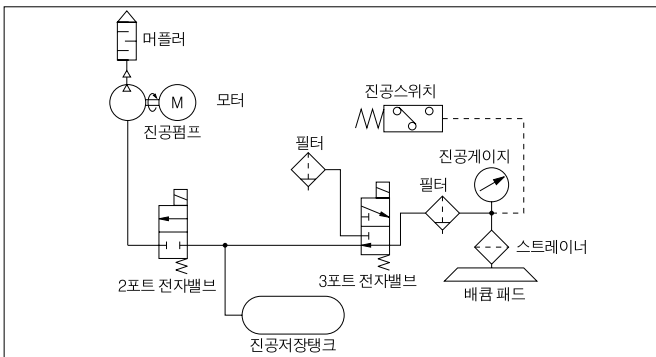 머플러
M
모터
진공펌프
진공스위치
필터
진공게이지
필터
스트레이너
2포트 전자밸브
3포트 전자밸브
배큠 패드
진공저장탱크